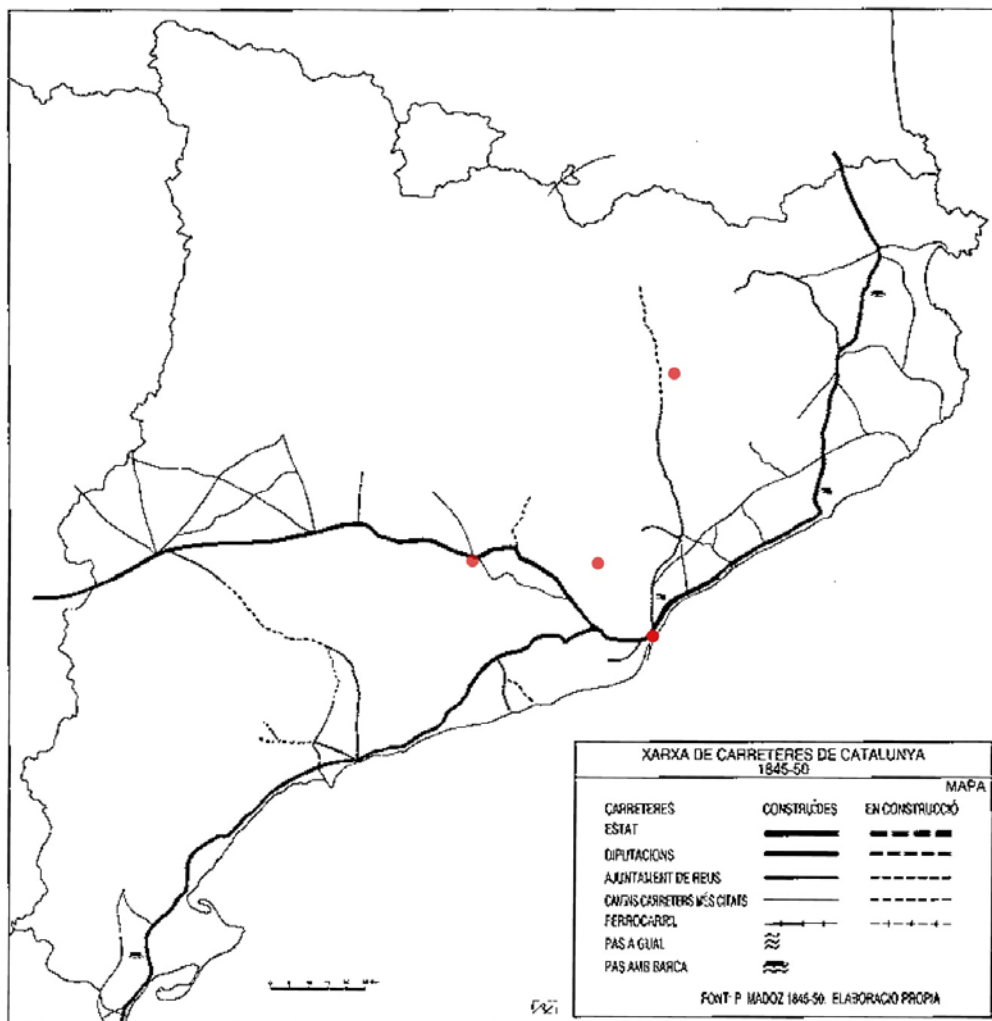 XARXA DE CARRETERES DE CATALUNYA
1845-50
MAPA
CARRETERES CONSTRUÏDES EN CONSTRUCCIÓ
ESTAT
DIPUTACIONS
AJUNTAMENT DE REUS
CAMINS CARRETERS MÉS CITATS
FERROCARRIL
PAS A GUAL
PAS AMB BARCA
FONT: P. MADOZ 1845-50. ELABORACIÓ PROPIA